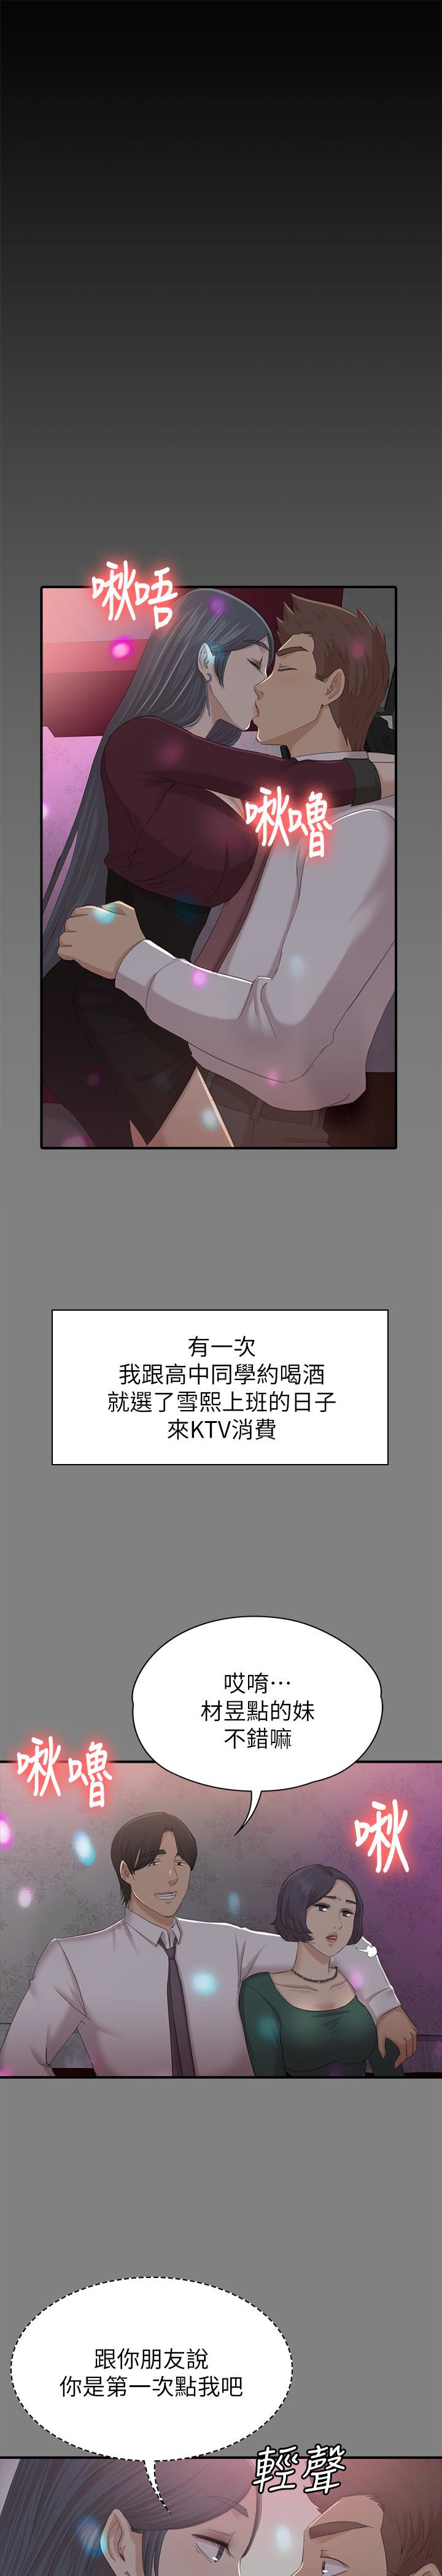 啾唔
啾嚕
有一次
我跟高中同學約喝酒
就選了雪熙上班的日子
來KTV消費
哎唷⋯
材昱點的妹
不錯嘛
啾嚕
啾
跟你朋友說
你是第一次點我吧
輕聲